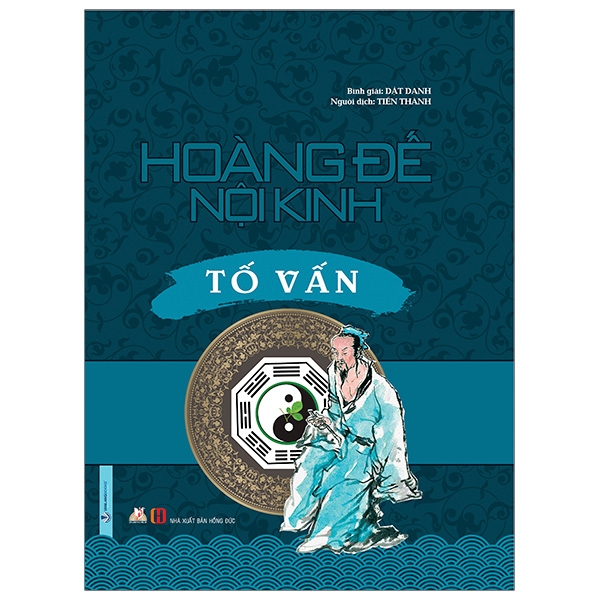 Bình giải: DẬT DANH
Người dịch: TIẾN THÀNH
HOÀNG ĐẾ
NỘI KINH
TỐ VẤN
NHÀ XUẤT BẢN HỒNG ĐỨC